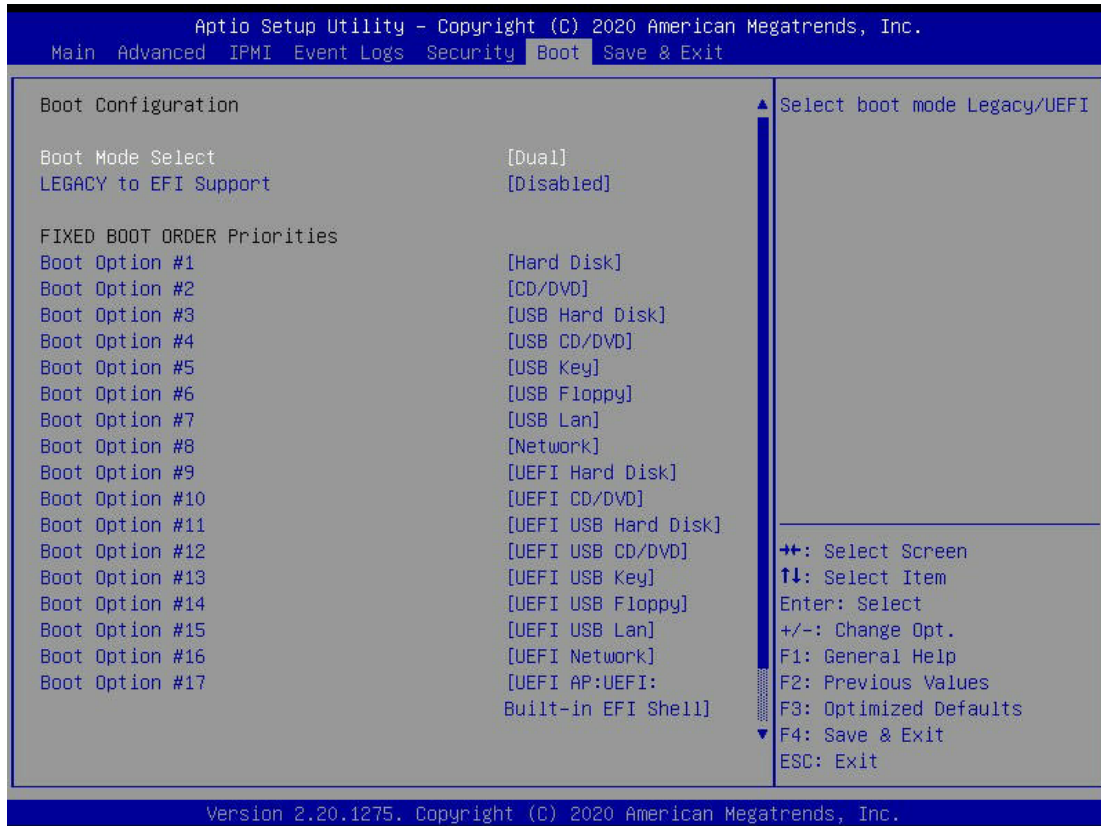 Aptio Setup Utility – Copyright (C) 2020 American Megatrends, Inc.
Main Advanced IPMI Event Logs Security Boot Save & Exit
Boot Configuration
Boot Mode Select [Dual]
LEGACY to EFI Support [Disabled]
FIXED BOOT ORDER Priorities
Boot Option #1 [Hard Disk]
Boot Option #2 [CD/DVD]
Boot Option #3 [USB Hard Disk]
Boot Option #4 [USB CD/DVD]
Boot Option #5 [USB Key]
Boot Option #6 [USB Floppy]
Boot Option #7 [USB Lan]
Boot Option #8 [Network]
Boot Option #9 [UEFI Hard Disk]
Boot Option #10 [UEFI CD/DVD]
Boot Option #11 [UEFI USB Hard Disk]
Boot Option #12 [UEFI USB CD/DVD]
Boot Option #13 [UEFI USB Key]
Boot Option #14 [UEFI USB Floppy]
Boot Option #15 [UEFI USB Lan]
Boot Option #16 [UEFI Network]
Boot Option #17 [UEFI AP:UEFI:
Built-in EFI Shell]
Select boot mode Legacy/UEFI
→←: Select Screen
↑↓: Select Item
Enter: Select
+/-: Change Opt.
F1: General Help
F2: Previous Values
F3: Optimized Defaults
F4: Save & Exit
ESC: Exit
Version 2.20.1275. Copyright (C) 2020 American Megatrends, Inc.